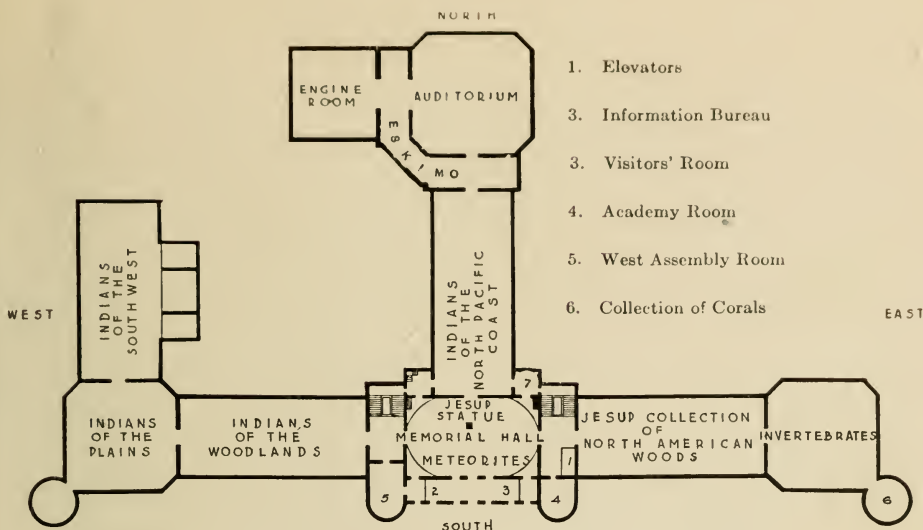 NORTH
1. Elevators
3. Information Bureau
3. Visitors' Room
4. Academy Room
5. West Assembly Room
6. Collection of Corals
ENGINE
ROOM
AUDITORIUM
ESKIMO
WEST
EAST
INDIANS
OF THE
SOUTHWEST
INDIANS
OF THE
NORTH PACIFIC
COAST
7
INDIANS
OF THE
PLAINS
INDIANS
OF THE
WOODLANDS
JESUP
STATUE
MEMORIAL HALL
METEORITES
JESUP COLLECTION
OF
NORTH AMERICAN
WOODS
INVERTEBRATES
1
5
2
3
4
6
SOUTH